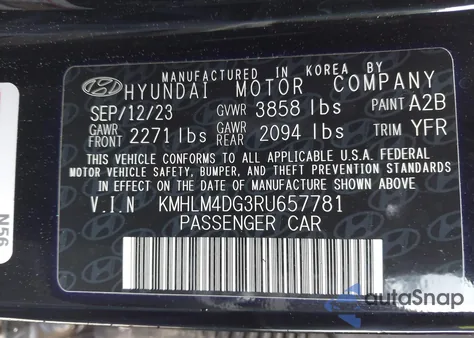 MANUFACTURED IN KOREA BY
HYUNDAI MOTOR COMPANY
SEP/12/23 GVWR 3858 lbs PAINT A2B
GAWR FRONT 2271 lbs GAWR REAR 2094 lbs TRIM YFR
THIS VEHICLE CONFORMS TO ALL APPLICABLE U.S.A. FEDERAL
MOTOR VEHICLE SAFETY, BUMPER, AND THEFT PREVENTION STANDARDS
IN EFFECT ON THE DATE OF MANUFACTURE SHOWN ABOVE
V.I.N KMHLM4DG3RU657781
PASSENGER CAR
N56
autoSnap